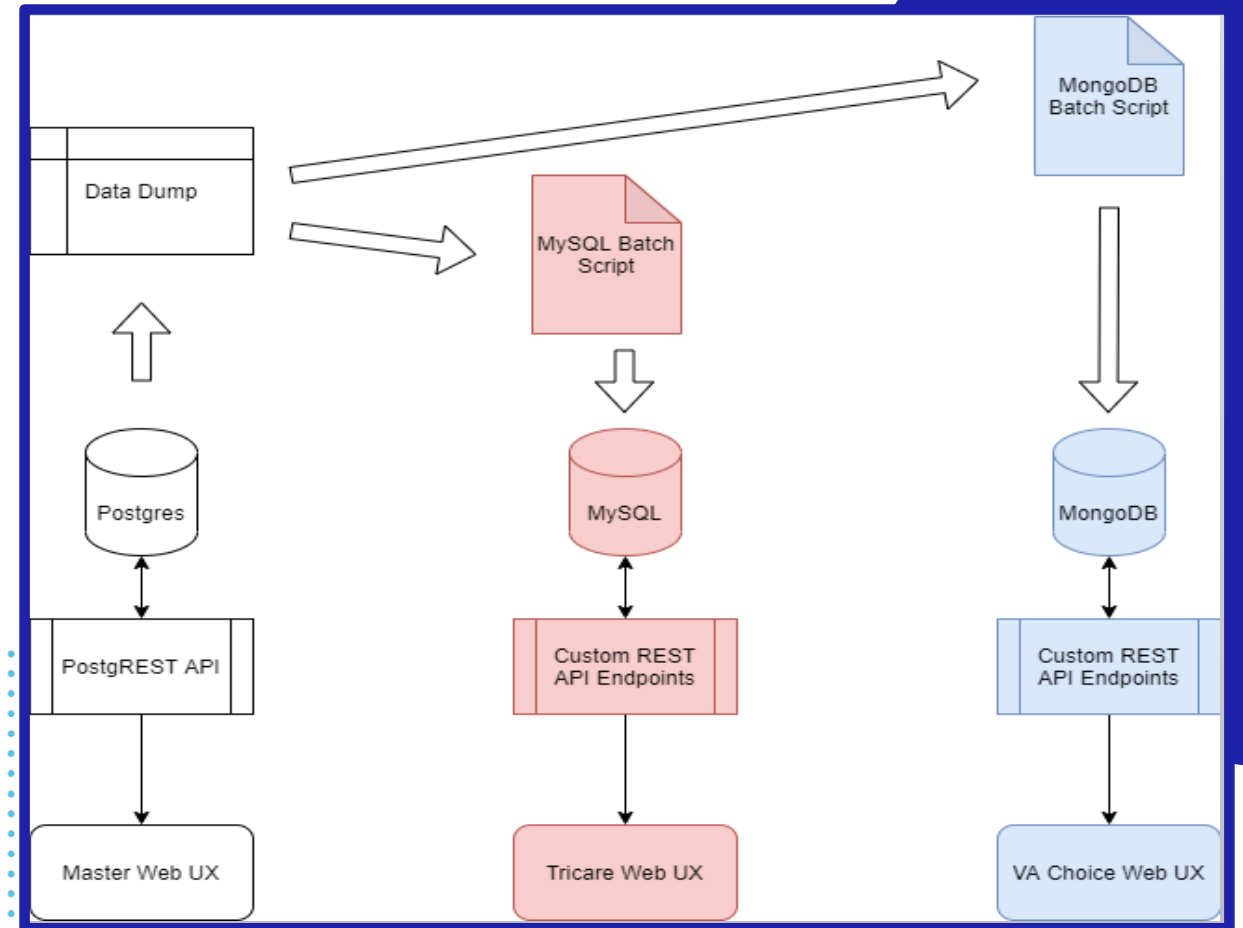 MongoDB
Batch Script
Data Dump
MySQL Batch
Script
Postgres
MySQL
MongoDB
PostgREST API
Custom REST
API Endpoints
Custom REST
API Endpoints
Master Web UX
Tricare Web UX
VA Choice Web UX